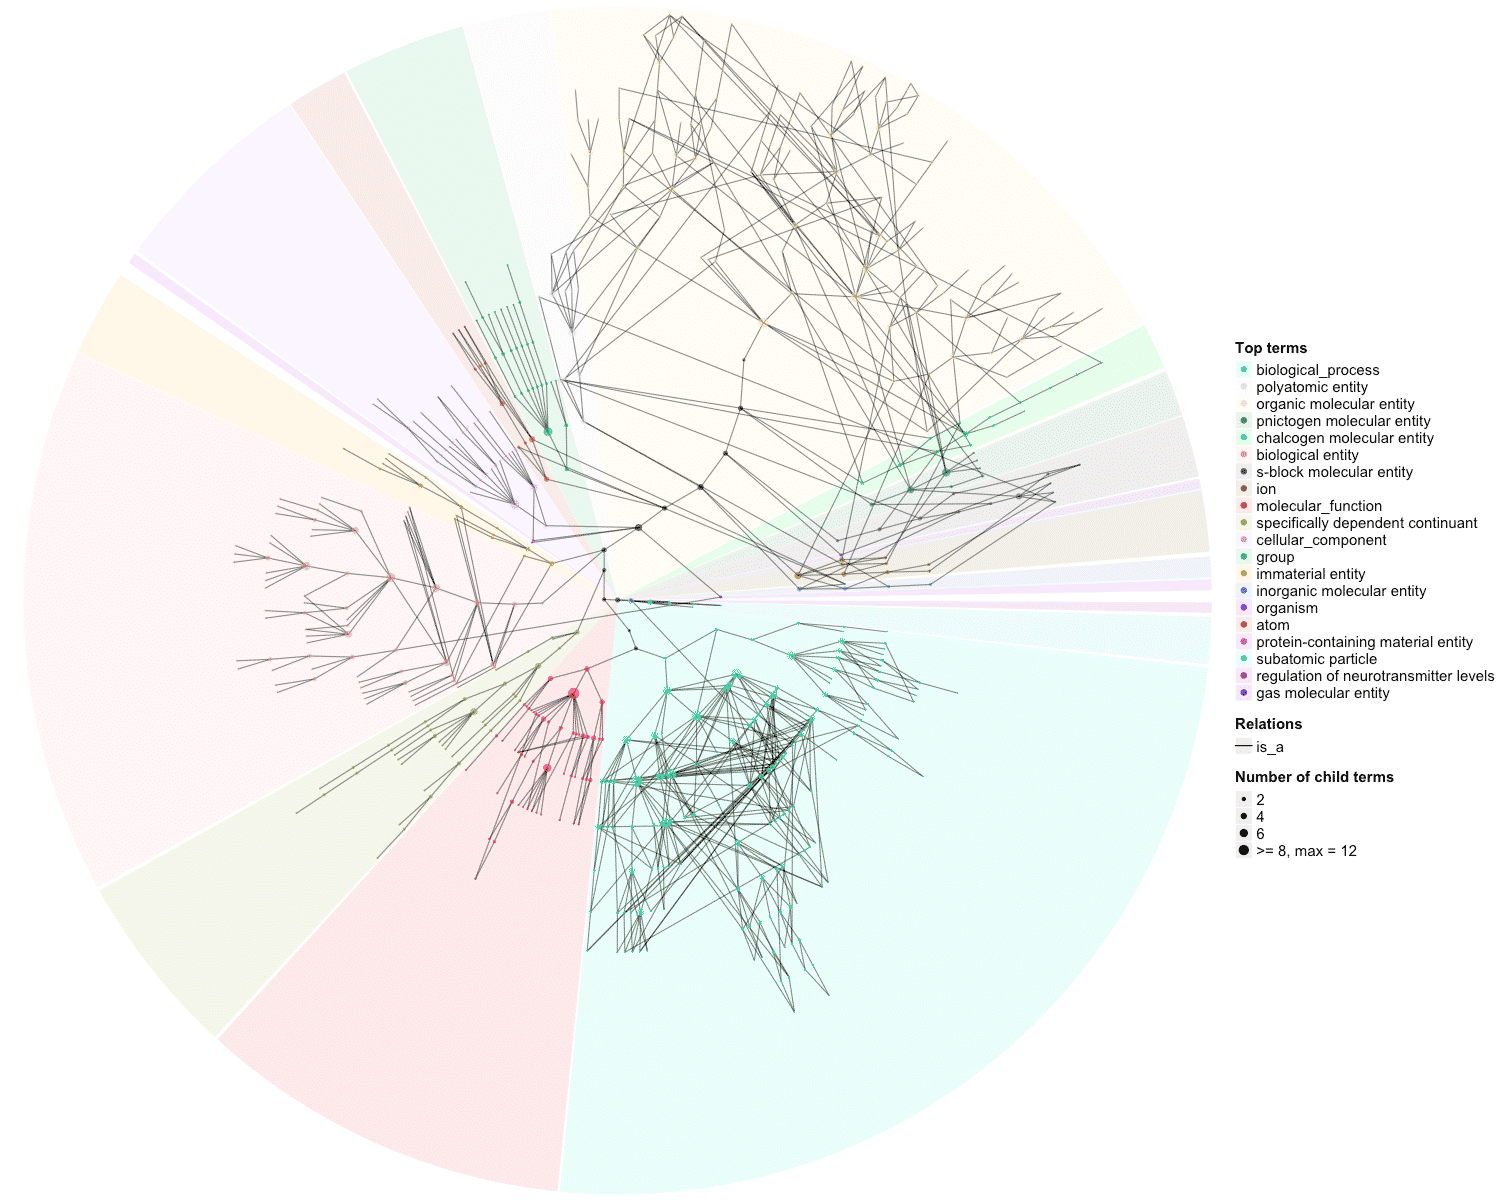 Top terms
biological_process
polyatomic entity
organic molecular entity
pnictogen molecular entity
chalcogen molecular entity
biological entity
s-block molecular entity
ion
molecular_function
specifically dependent continuant
cellular_component
group
immaterial entity
inorganic molecular entity
organism
atom
protein-containing material entity
subatomic particle
regulation of neurotransmitter levels
gas molecular entity
Relations
is_a
Number of child terms
2
4
6
>= 8, max = 12